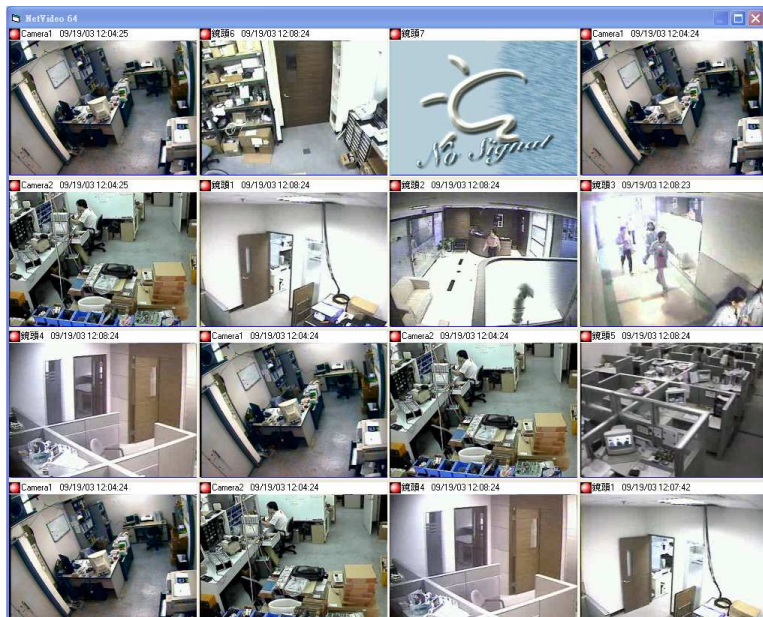 NetVideo 64
Camera1 09/19/03 12:04:25
鏡頭6 09/19/03 12:08:24
鏡頭7
Camera1 09/19/03 12:04:24
No Signal
Camera2 09/19/03 12:04:25
鏡頭1 09/19/03 12:08:24
鏡頭2 09/19/03 12:08:24
鏡頭3 09/19/03 12:08:23
鏡頭4 09/19/03 12:08:24
Camera1 09/19/03 12:04:24
Camera2 09/19/03 12:04:24
鏡頭5 09/19/03 12:08:24
Camera1 09/19/03 12:04:24
Camera2 09/19/03 12:04:24
鏡頭4 09/19/03 12:08:24
鏡頭1 09/19/03 12:07:42